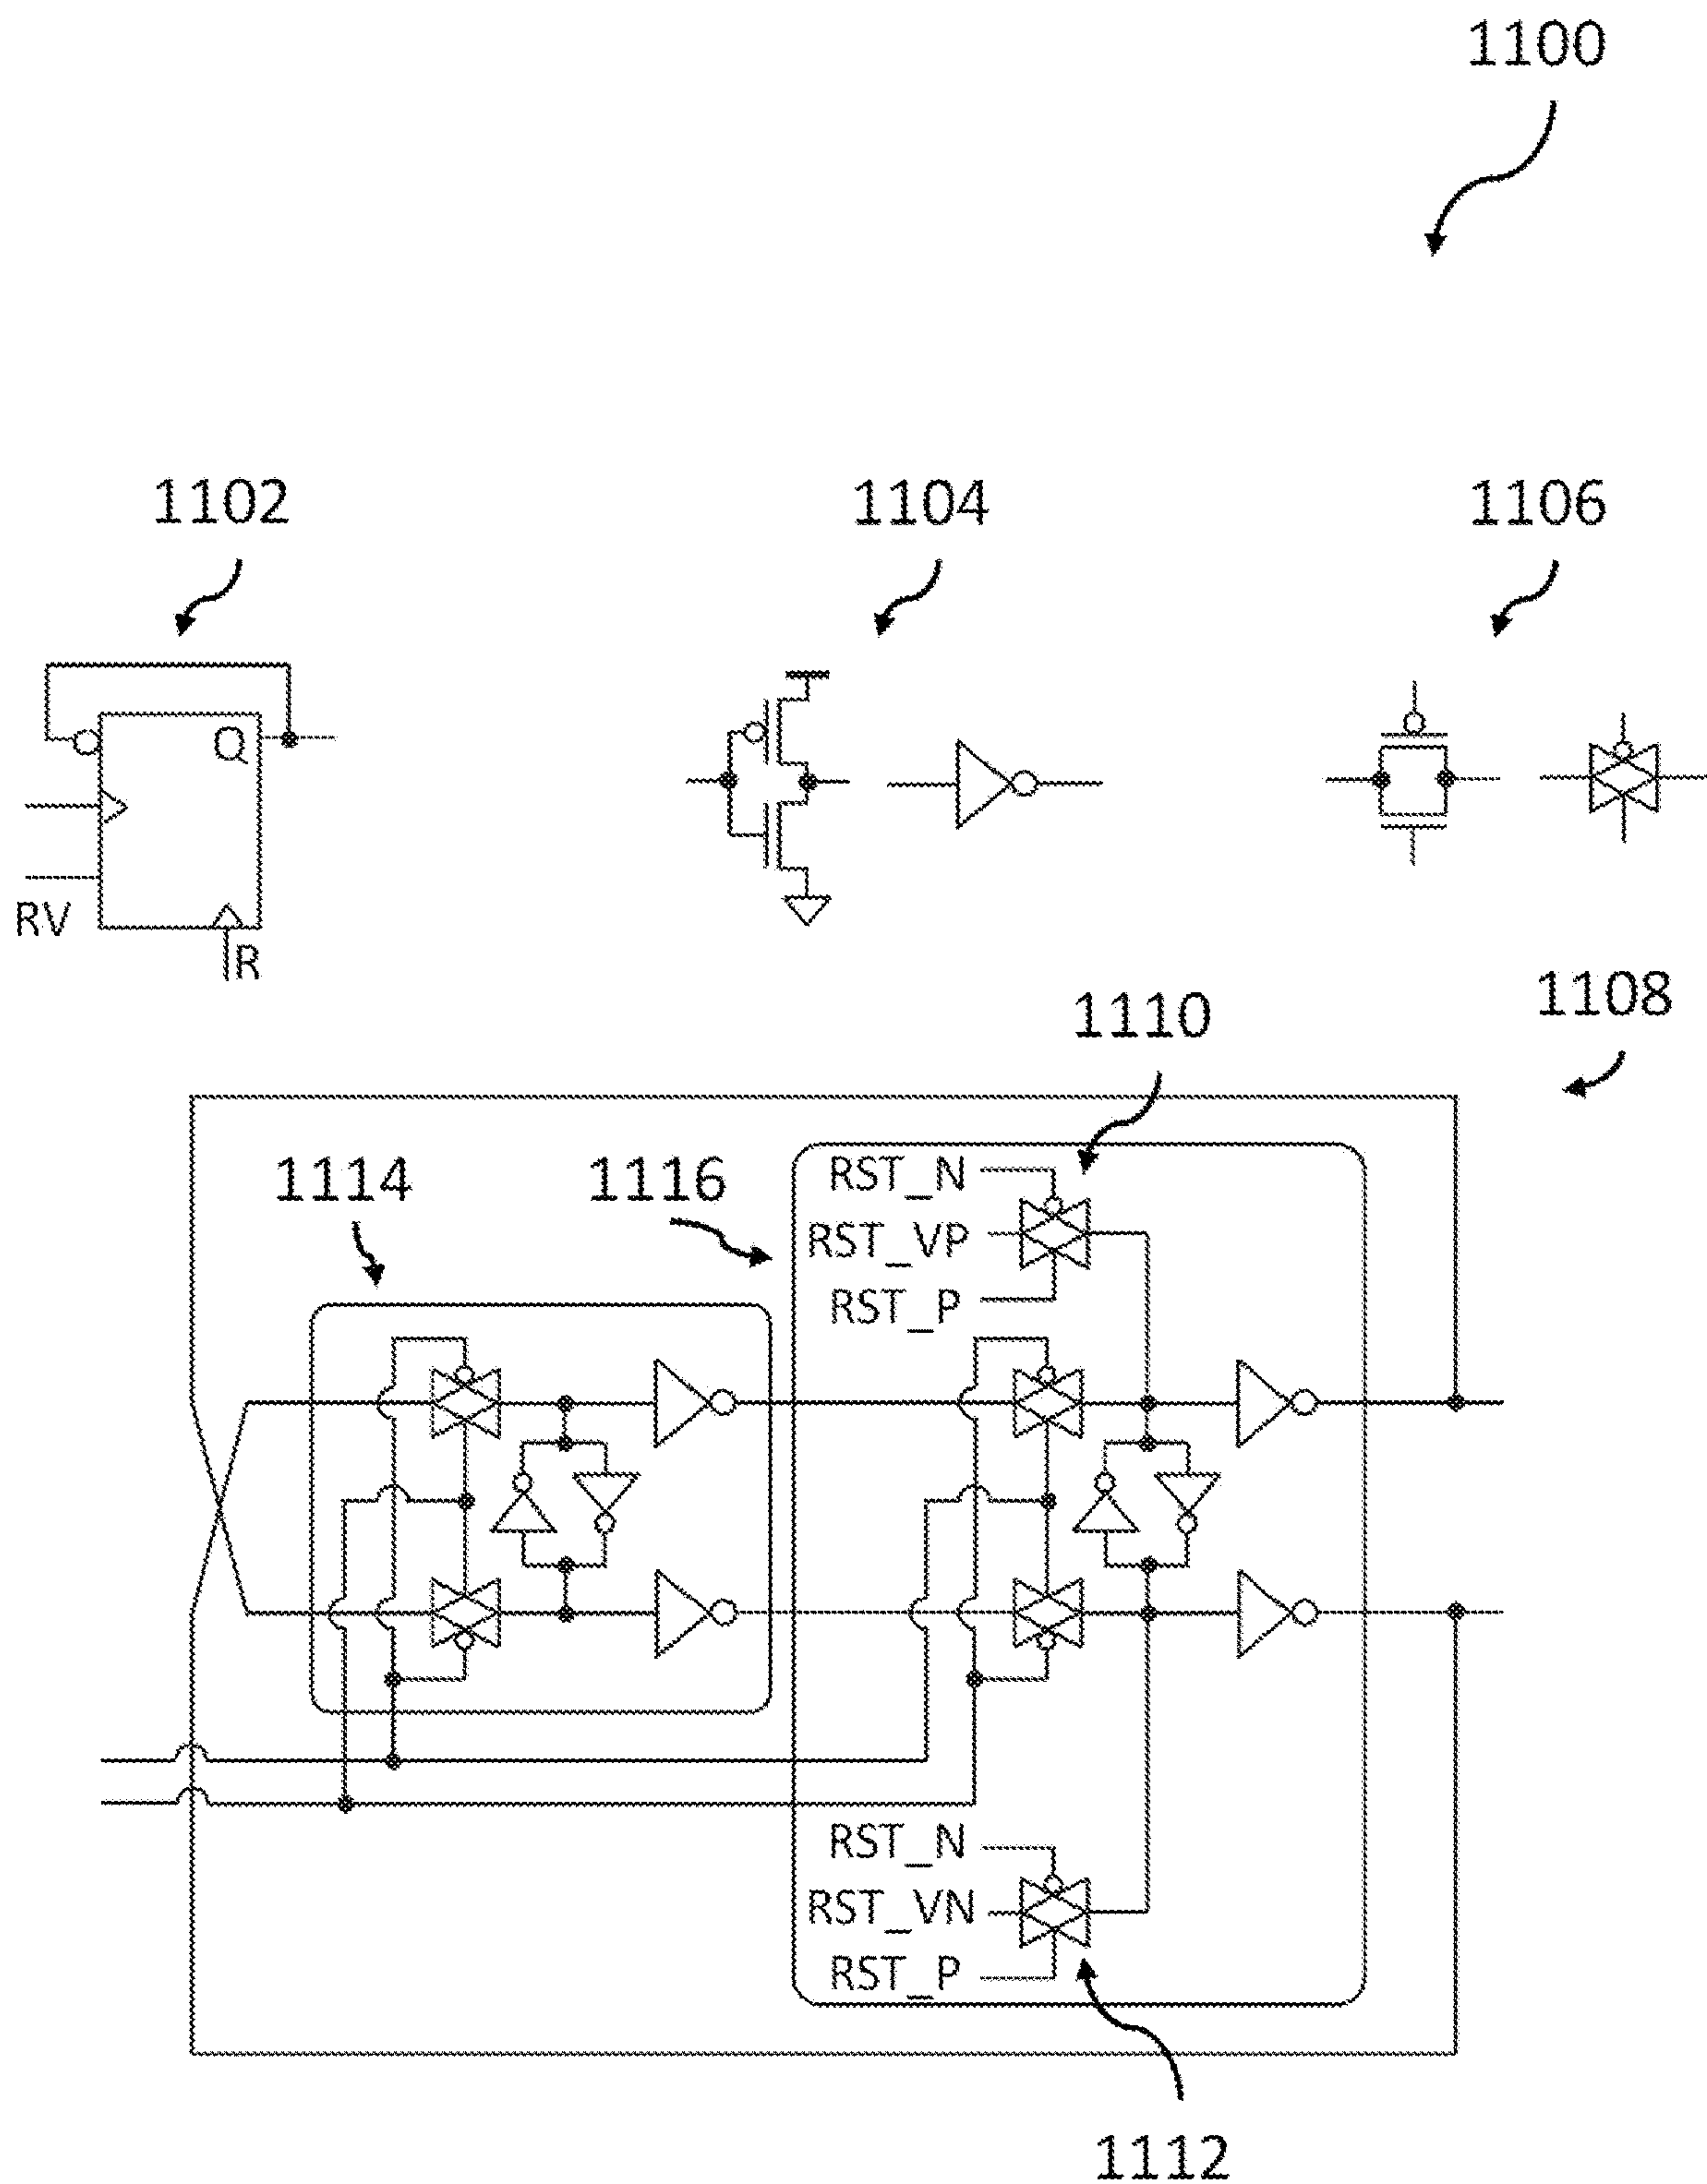 1100
1102
1104
1106
Q
RV
R
1108
1110
1114
1116
RST_N
RST_VP
RST_P
RST_N
RST_VN
RST_P
1112